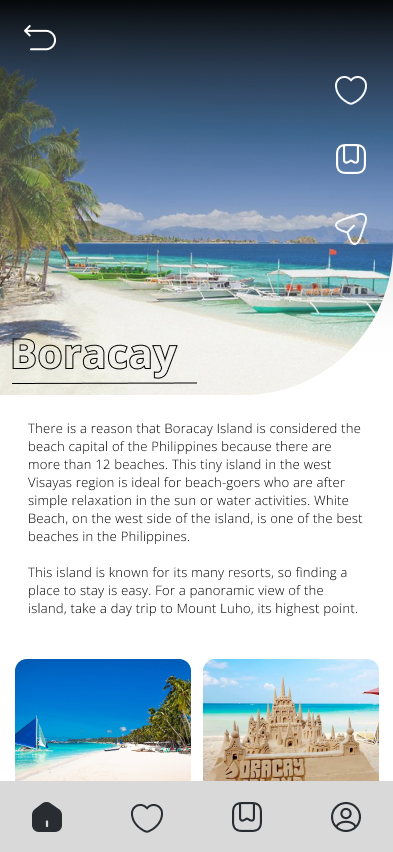 Boracay
There is a reason that Boracay Island is considered the
beach capital of the Philippines because there are
more than 12 beaches. This tiny island in the west
Visayas region is ideal for beach-goers who are after
simple relaxation in the sun or water activities. White
Beach, on the west side of the island, is one of the best
beaches in the Philippines.
This island is known for its many resorts, so finding a
place to stay is easy. For a panoramic view of the
island, take a day trip to Mount Luho, its highest point.